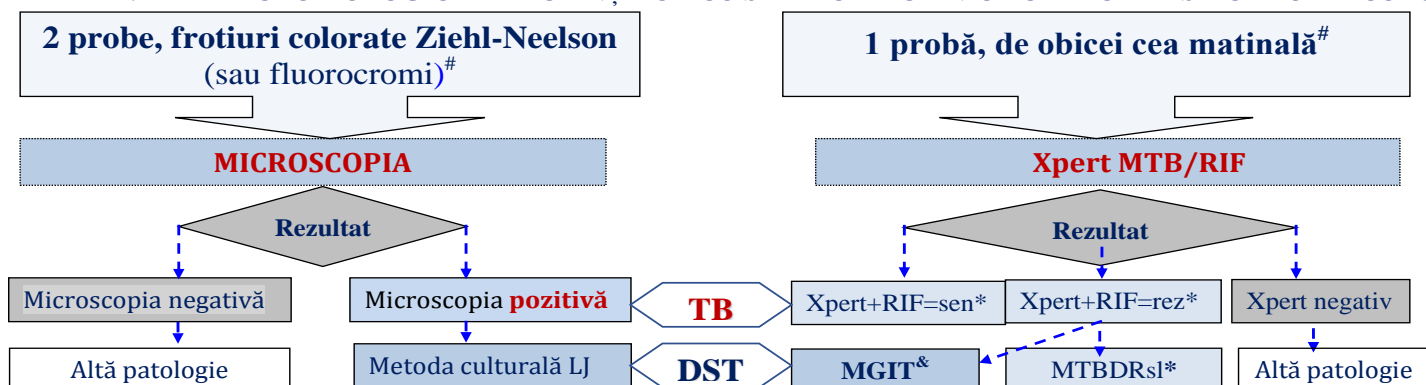 2 probe, frotiuri colorate Ziehl-Neelson
(sau fluorocromi)#
1 probă, de obicei cea matinală#
MICROSCOPIA
Xpert MTB/RIF
Rezultat
Rezultat
Microscopia negativă
Microscopia pozitivă
TB
Xpert+RIF=sen*
Xpert+RIF=rez*
Xpert negativ
Altă patologie
Metoda culturală LJ
DST
MGIT&
MTBDRsl*
Altă patologie